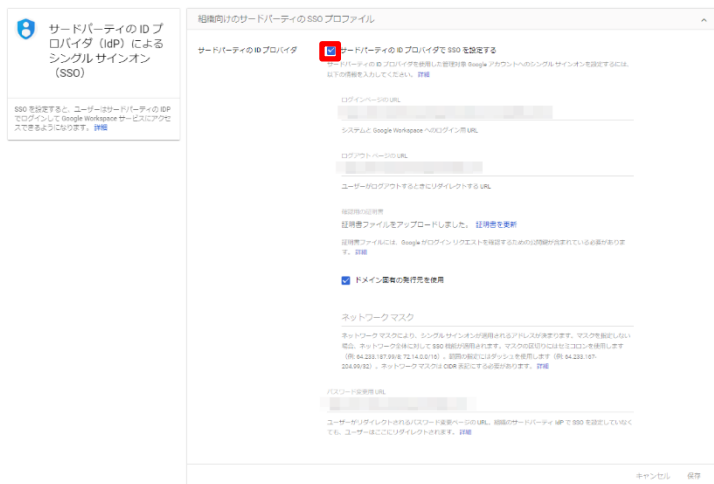 サードパーティの ID プ
ロバイダ（IdP）による
シングル サインオン
（SSO）
SSO を設定すると、ユーザーはサードパーティの IDP
でログインして Google Workspace サービスにアクセ
スできるようになります。 詳細
組織向けのサードパーティの SSO プロファイル
サードパーティの ID プロバイダ
サードパーティの ID プロバイダで SSO を設定する
サードパーティの ID プロバイダを使用した管理対象 Google アカウントへのシングル サインオンを設定するには、
以下の情報を入力してください。 詳細
ログインページの URL
システムと Google Workspace へのログイン用 URL
ログアウト ページの URL
ユーザーがログアウトするときにリダイレクトする URL
確認用の証明書
証明書ファイルをアップロードしました。 証明書を更新
証明書ファイルには、Google がログイン リクエストを確認するための公開鍵が含まれている必要がありま
す。 詳細
ドメイン固有の発行元を使用
ネットワーク マスク
ネットワーク マスクにより、シングル サインオンが適用されるアドレスが決まります。マスクを指定しない
場合、ネットワーク全体に対して SSO 機能が適用されます。マスクの区切りにはセミコロンを使用します
（例: 64.233.187.99/8; 72.14.0.0/16）。範囲の指定にはダッシュを使用します（例: 64.233.167-
204.99/32）。ネットワーク マスクは CIDR 表記にする必要があります。 詳細
パスワード変更用 URL
ユーザーがリダイレクトされるパスワード変更ページの URL。組織のサードパーティ IdP で SSO を設定していなく
ても、ユーザーはここにリダイレクトされます。 詳細
キャンセル 保存